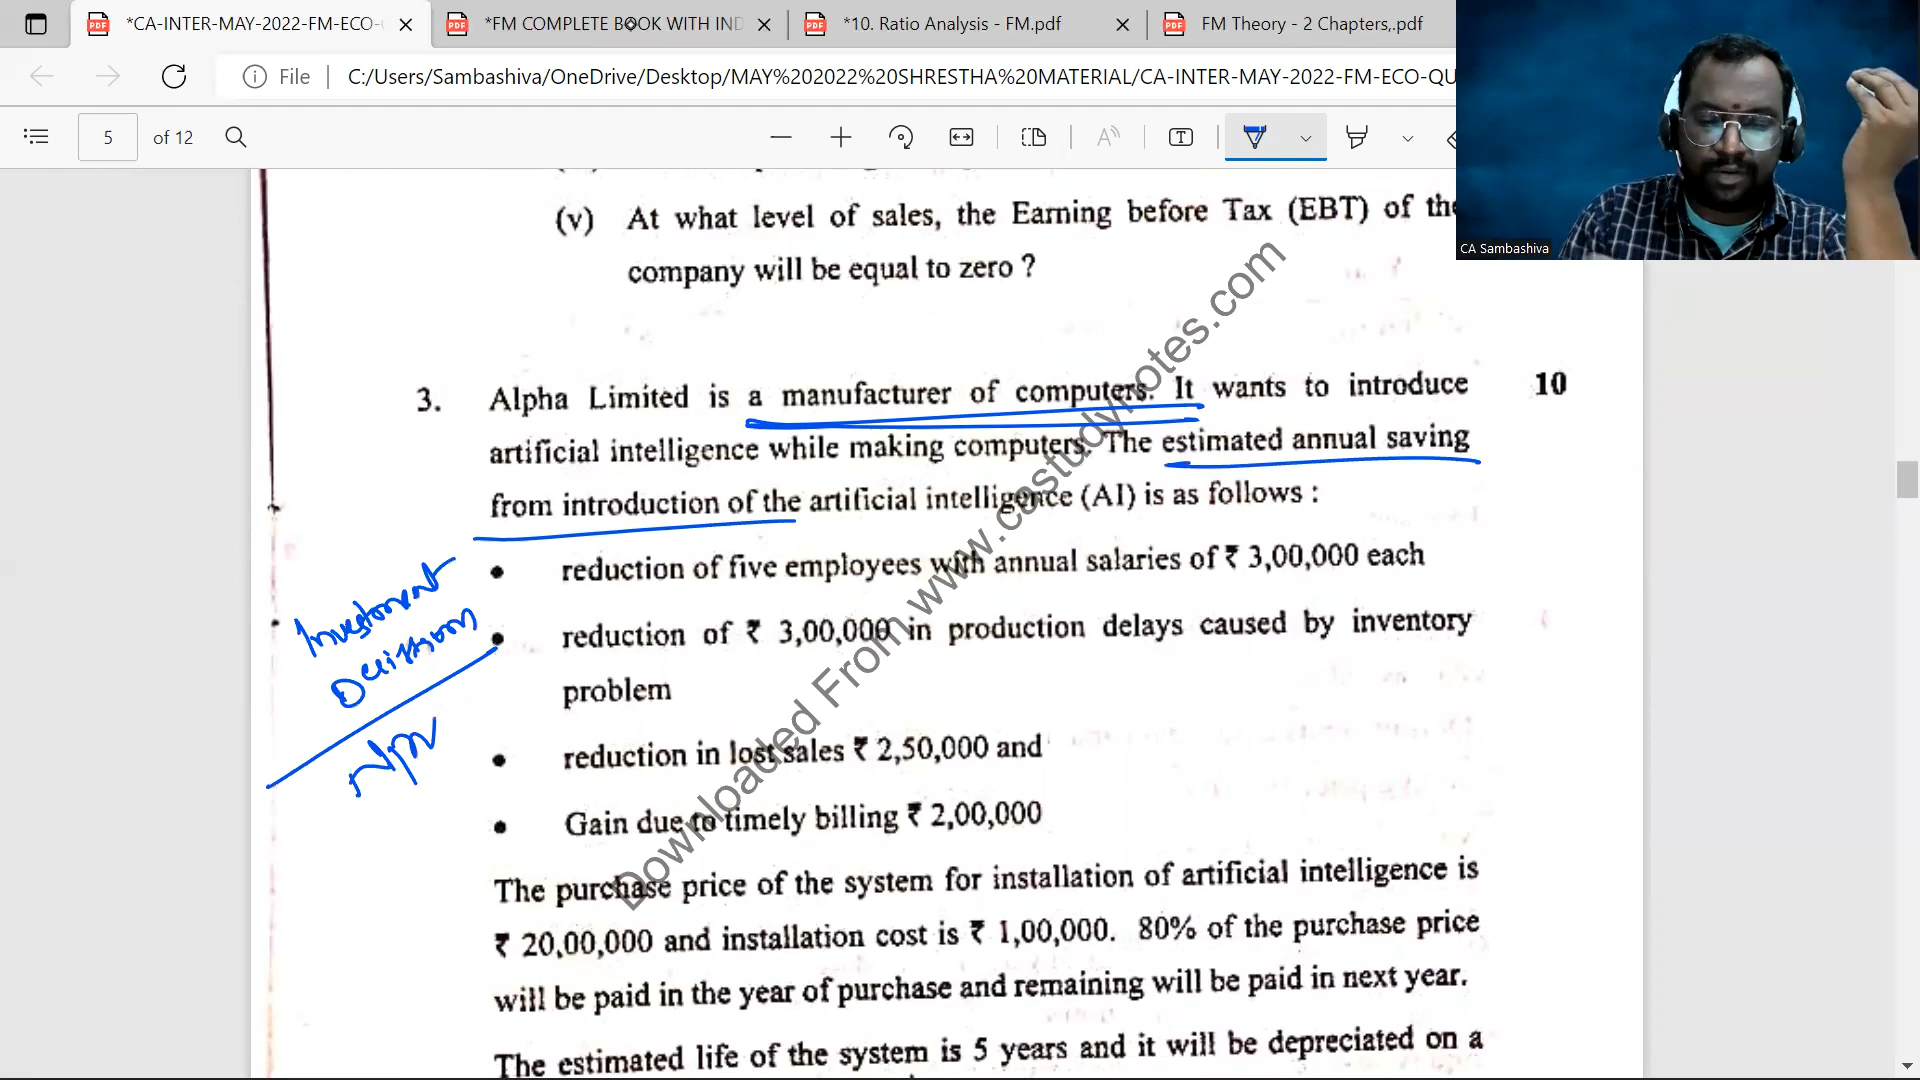 *CA-INTER-MAY-2022-FM-ECO-
*FM COMPLETE BOOK WITH IND
*10. Ratio Analysis - FM.pdf
FM Theory - 2 Chapters,.pdf
File
C:/Users/Sambashiva/OneDrive/Desktop/MAY%202022%20SHRESTHA%20MATERIAL/CA-INTER-MAY-2022-FM-ECO-QU
5 of 12
CA Sambashiva
(v) At what level of sales, the Earning before Tax (EBT) of the
company will be equal to zero ?
3. Alpha Limited is a manufacturer of computers. It wants to introduce 10
artificial intelligence while making computers. The estimated annual saving
from introduction of the artificial intelligence (AI) is as follows :
• reduction of five employees with annual salaries of ₹ 3,00,000 each
• reduction of ₹ 3,00,000 in production delays caused by inventory
problem
• reduction in lost sales ₹ 2,50,000 and
• Gain due to timely billing ₹ 2,00,000
The purchase price of the system for installation of artificial intelligence is
₹ 20,00,000 and installation cost is ₹ 1,00,000. 80% of the purchase price
will be paid in the year of purchase and remaining will be paid in next year.
The estimated life of the system is 5 years and it will be depreciated on a
Investment
Decision
NPV
Downloaded From www.castudynotes.com